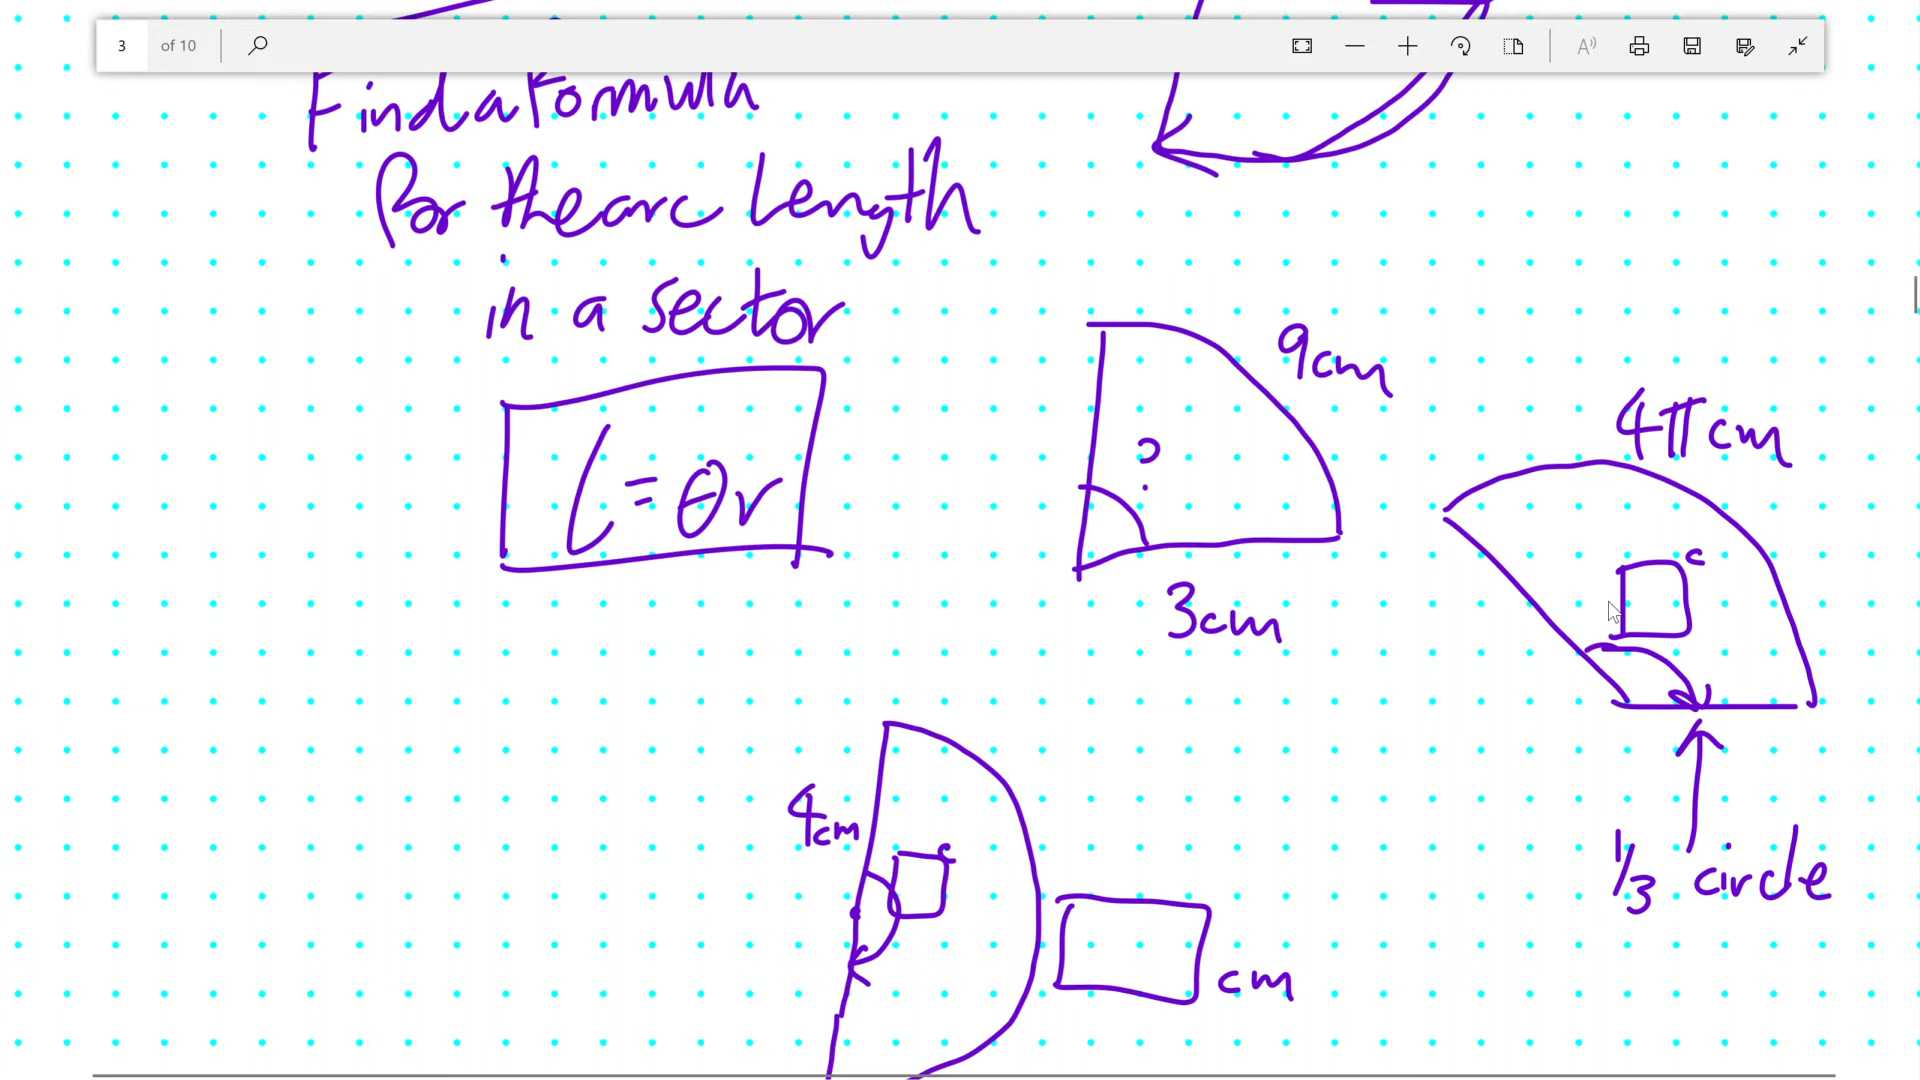 3 of 10
Find a Formula
For the arc length
in a sector
l = θr
9cm
?
3cm
4πcm
c
1/3 circle
4cm
c
cm